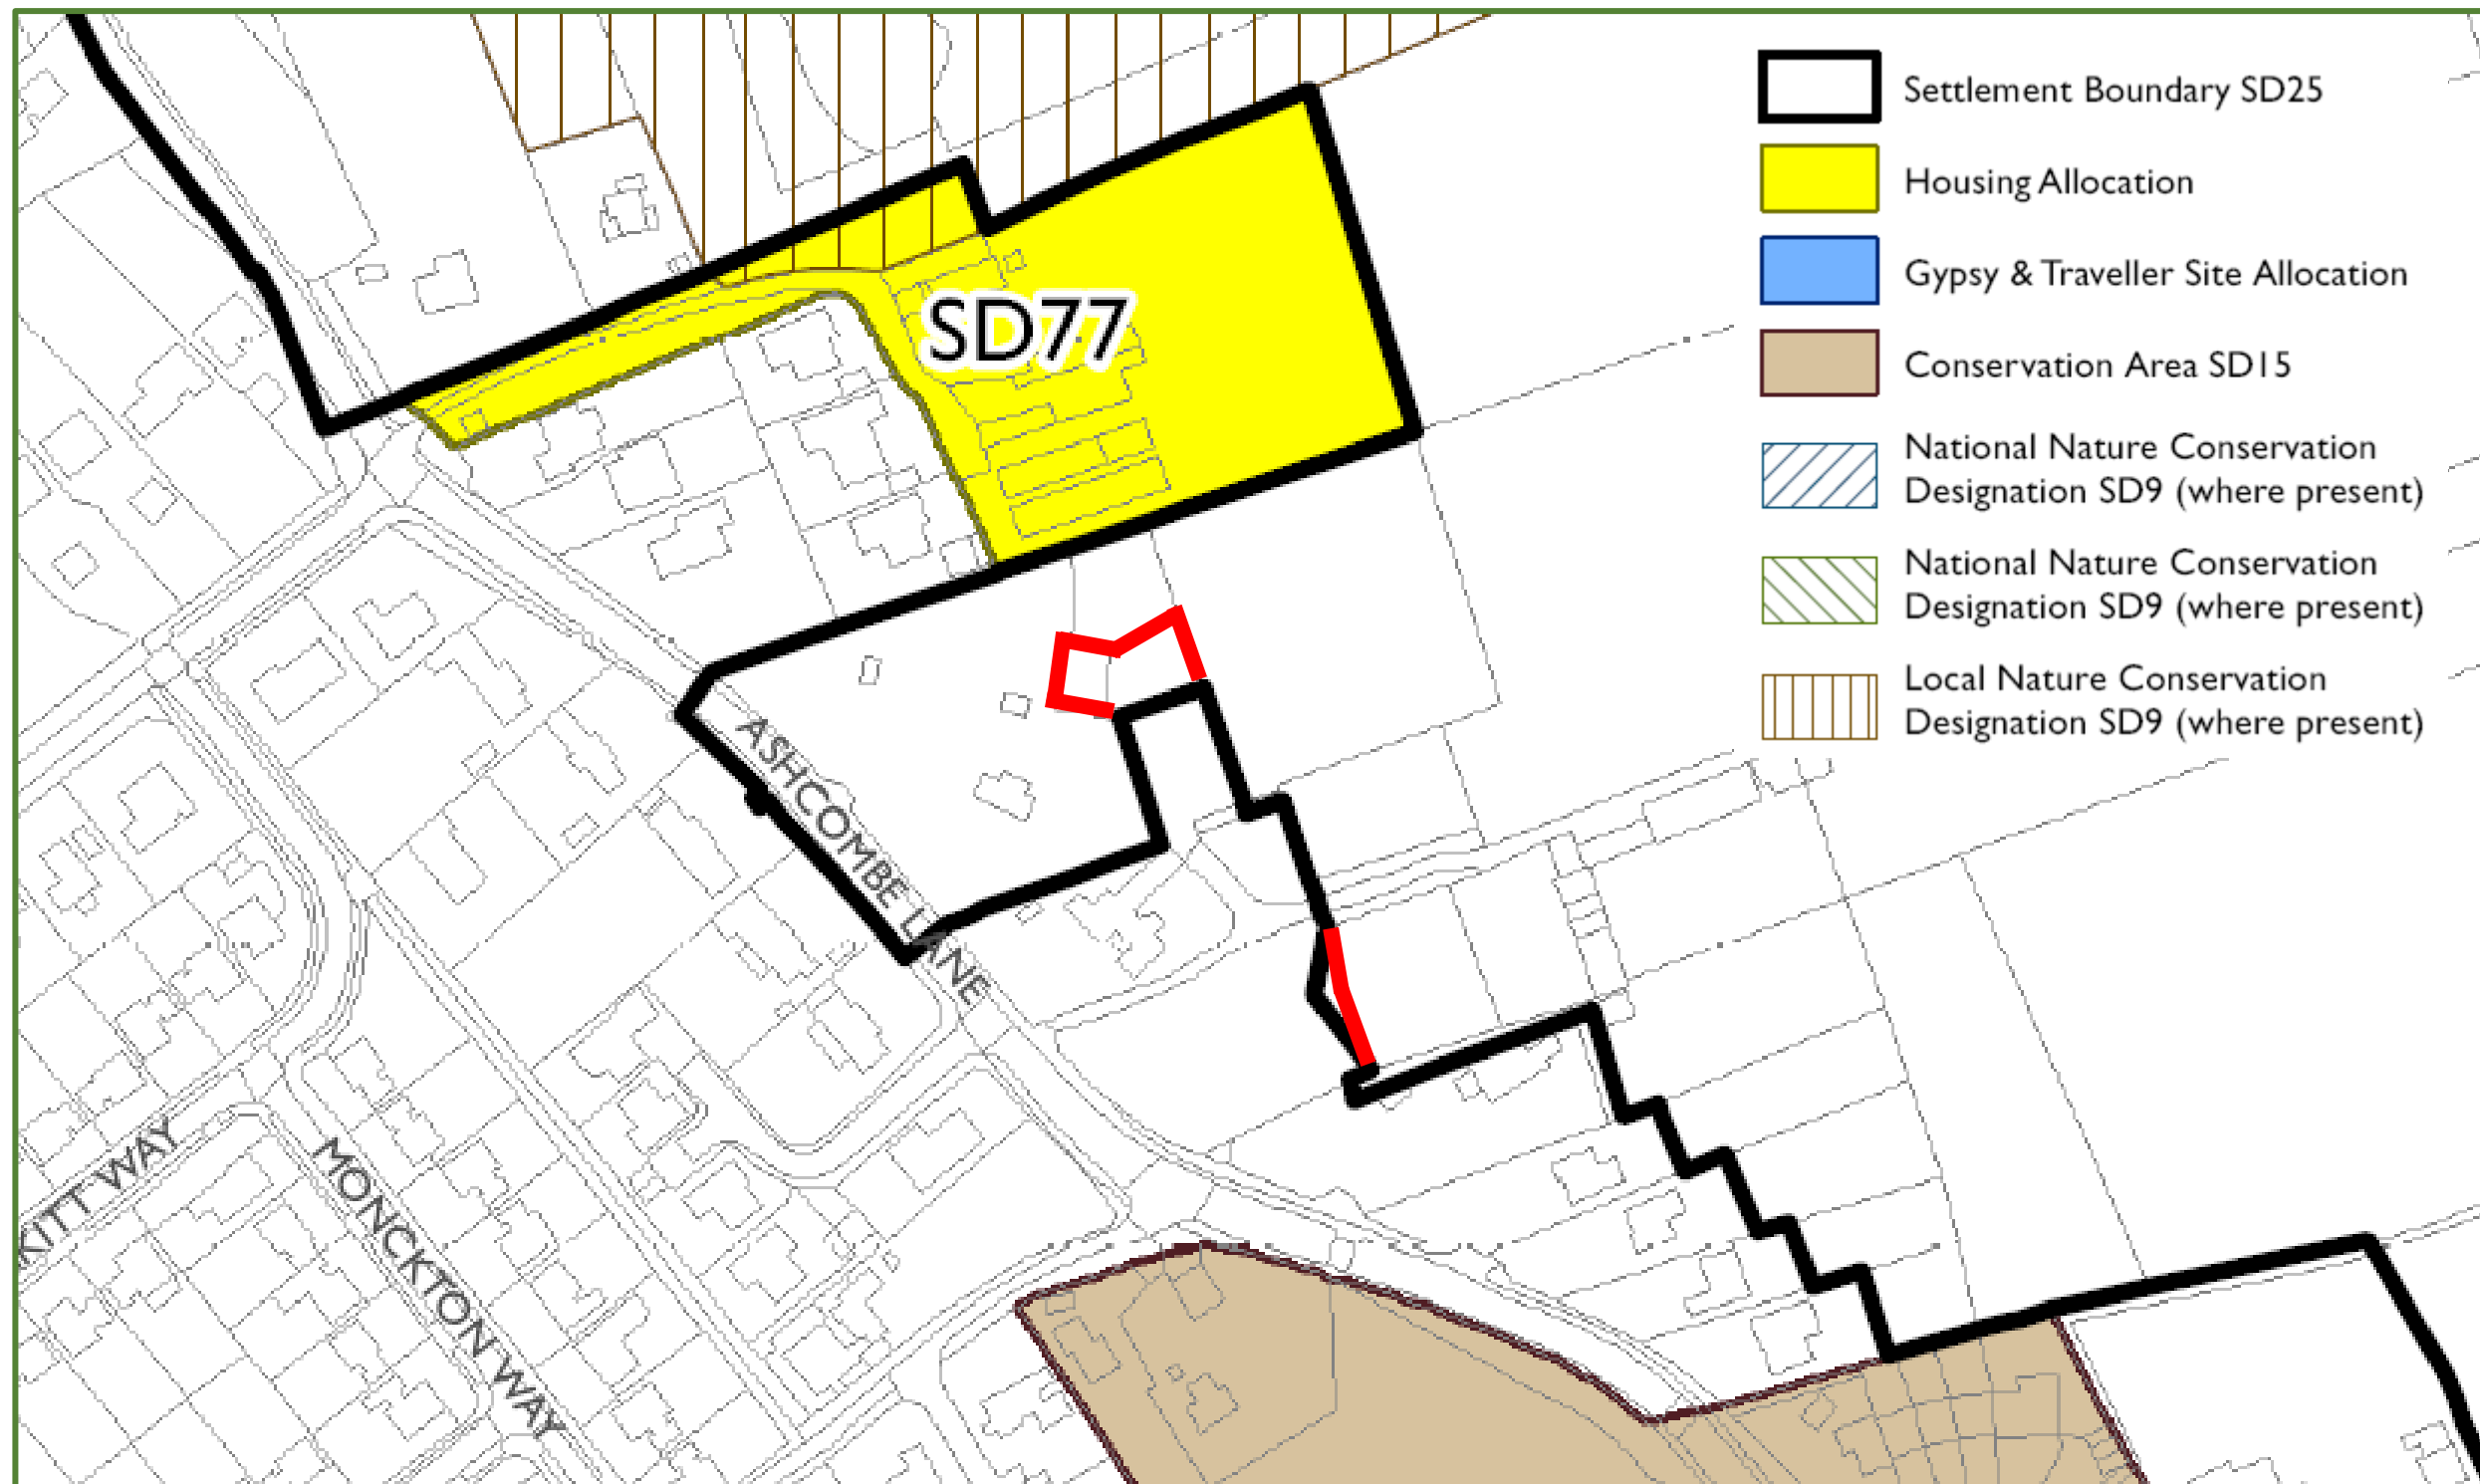 Settlement Boundary SD25
Housing Allocation
Gypsy & Traveller Site Allocation
Conservation Area SD15
National Nature Conservation
Designation SD9 (where present)
National Nature Conservation
Designation SD9 (where present)
Local Nature Conservation
Designation SD9 (where present)
SD77
ASHCOMBE LANE
KITT WAY
MONCKTON WAY